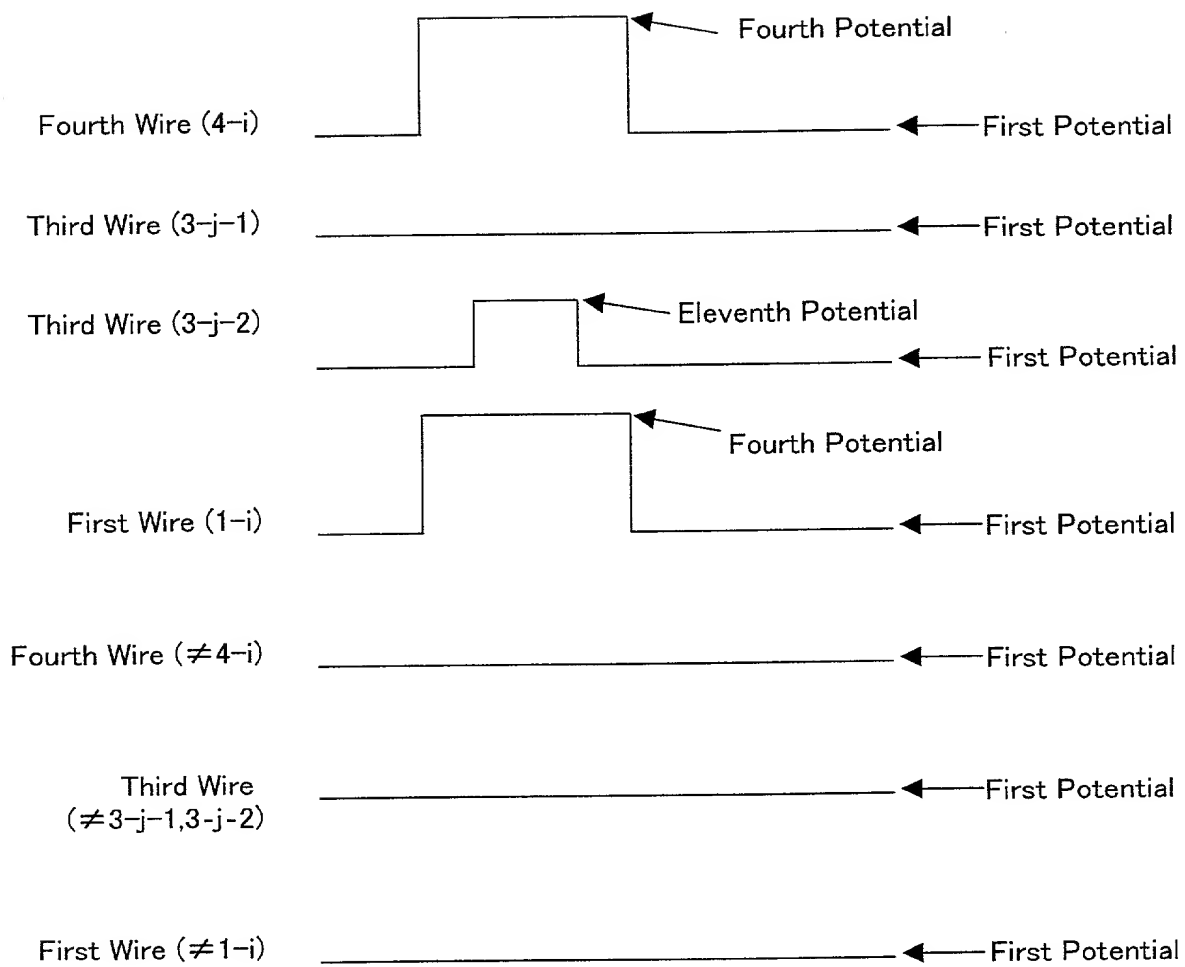 Fourth Potential
Fourth Wire (4-i) First Potential
Third Wire (3-j-1) First Potential
Third Wire (3-j-2) Eleventh Potential
First Potential
Fourth Potential
First Wire (1-i) First Potential
Fourth Wire (≠4-i) First Potential
Third Wire First Potential
(≠3-j-1,3-j-2)
First Wire (≠1-i) First Potential